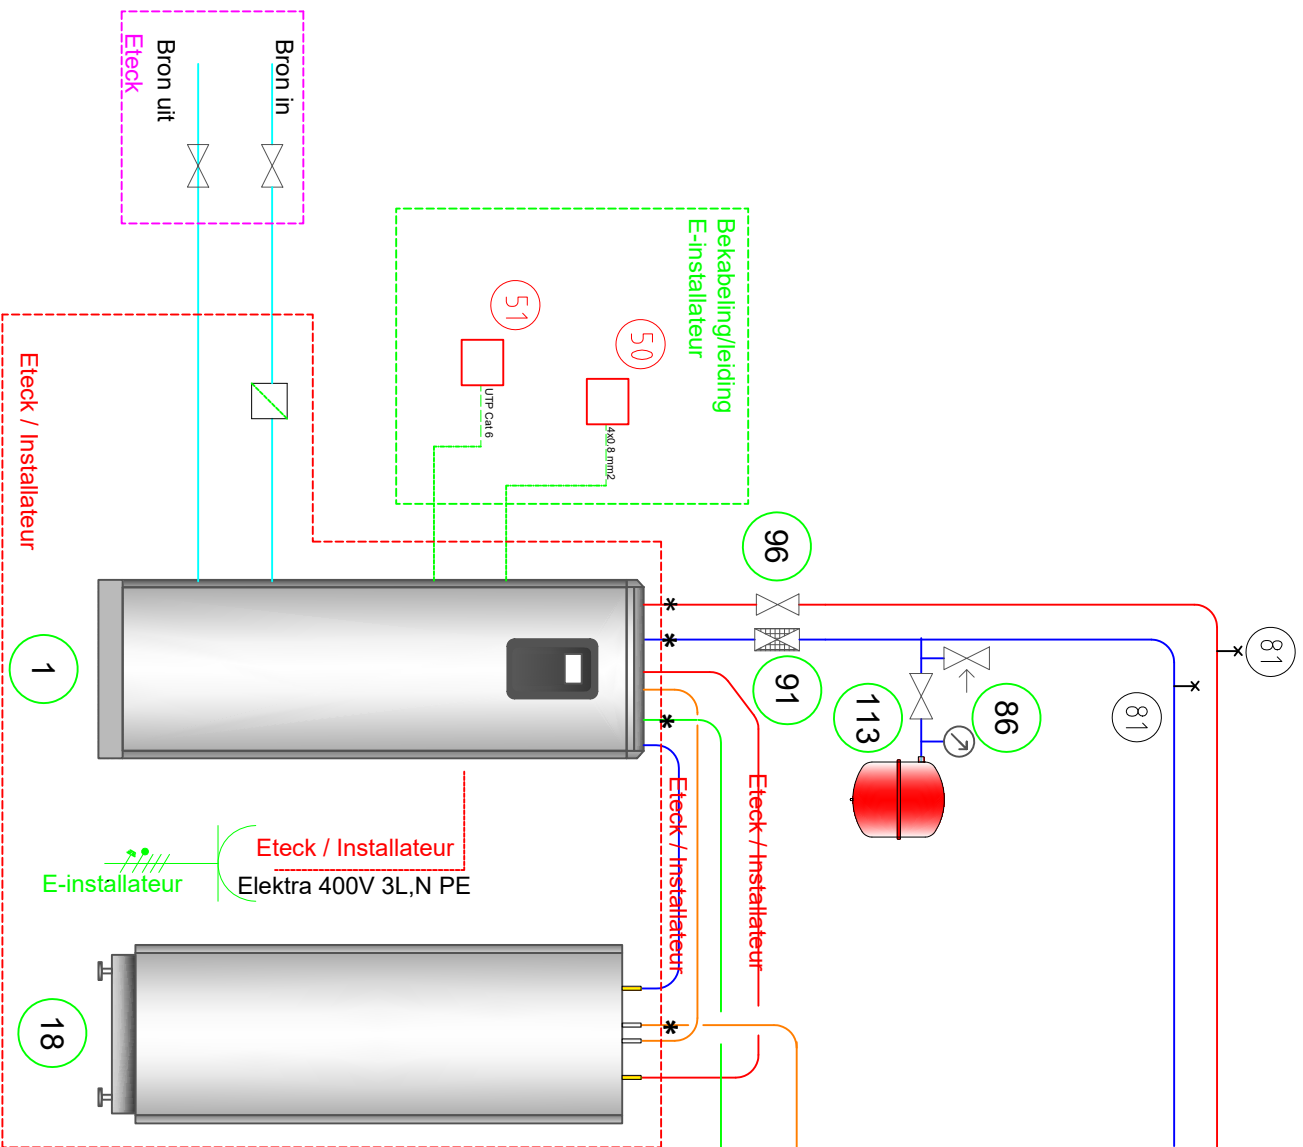 Bron in
Bron uit
Eteck
Bekabeling/leiding
E-installateur
51
50
UTP Cat 6
4x0,8 mm2
Eteck / Installateur
96
91
81
81
86
113
1
Eteck / Installateur
Eteck / Installateur
Eteck / Installateur
Elektra 400V 3L,N PE
E-installateur
18